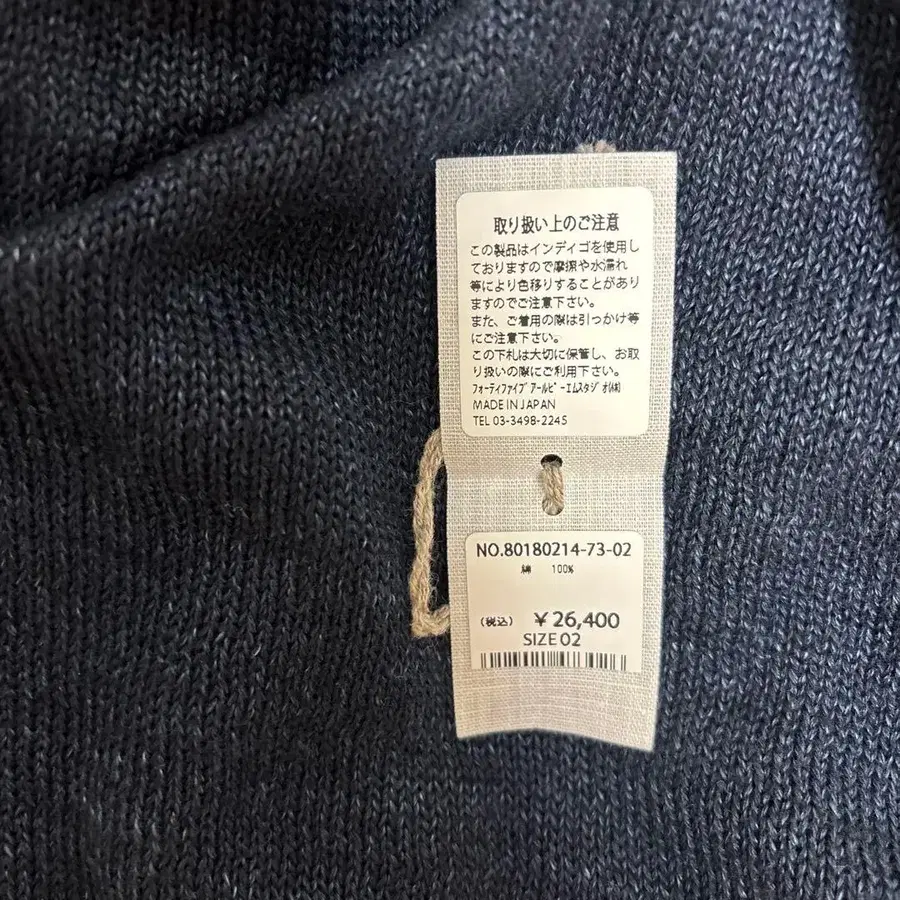 取り扱い上のご注意
この製品はインディゴを使用し
ておりますので摩擦や水濡れ
等により色移りすることがあり
ますのでご注意下さい。
また、ご着用の際は引っかけ等
にご注意下さい。
この下札は大切に保管し、お取
り扱いの際にご利用下さい。
ﾌｫｰﾃｨﾌｧｲﾌﾞｱｰﾙﾋﾟｰｴﾑｽﾀｼﾞｵ(株)
MADE IN JAPAN
TEL 03-3498-2245
NO.80180214-73-02
綿 100%
(税込) ¥26,400
SIZE 02